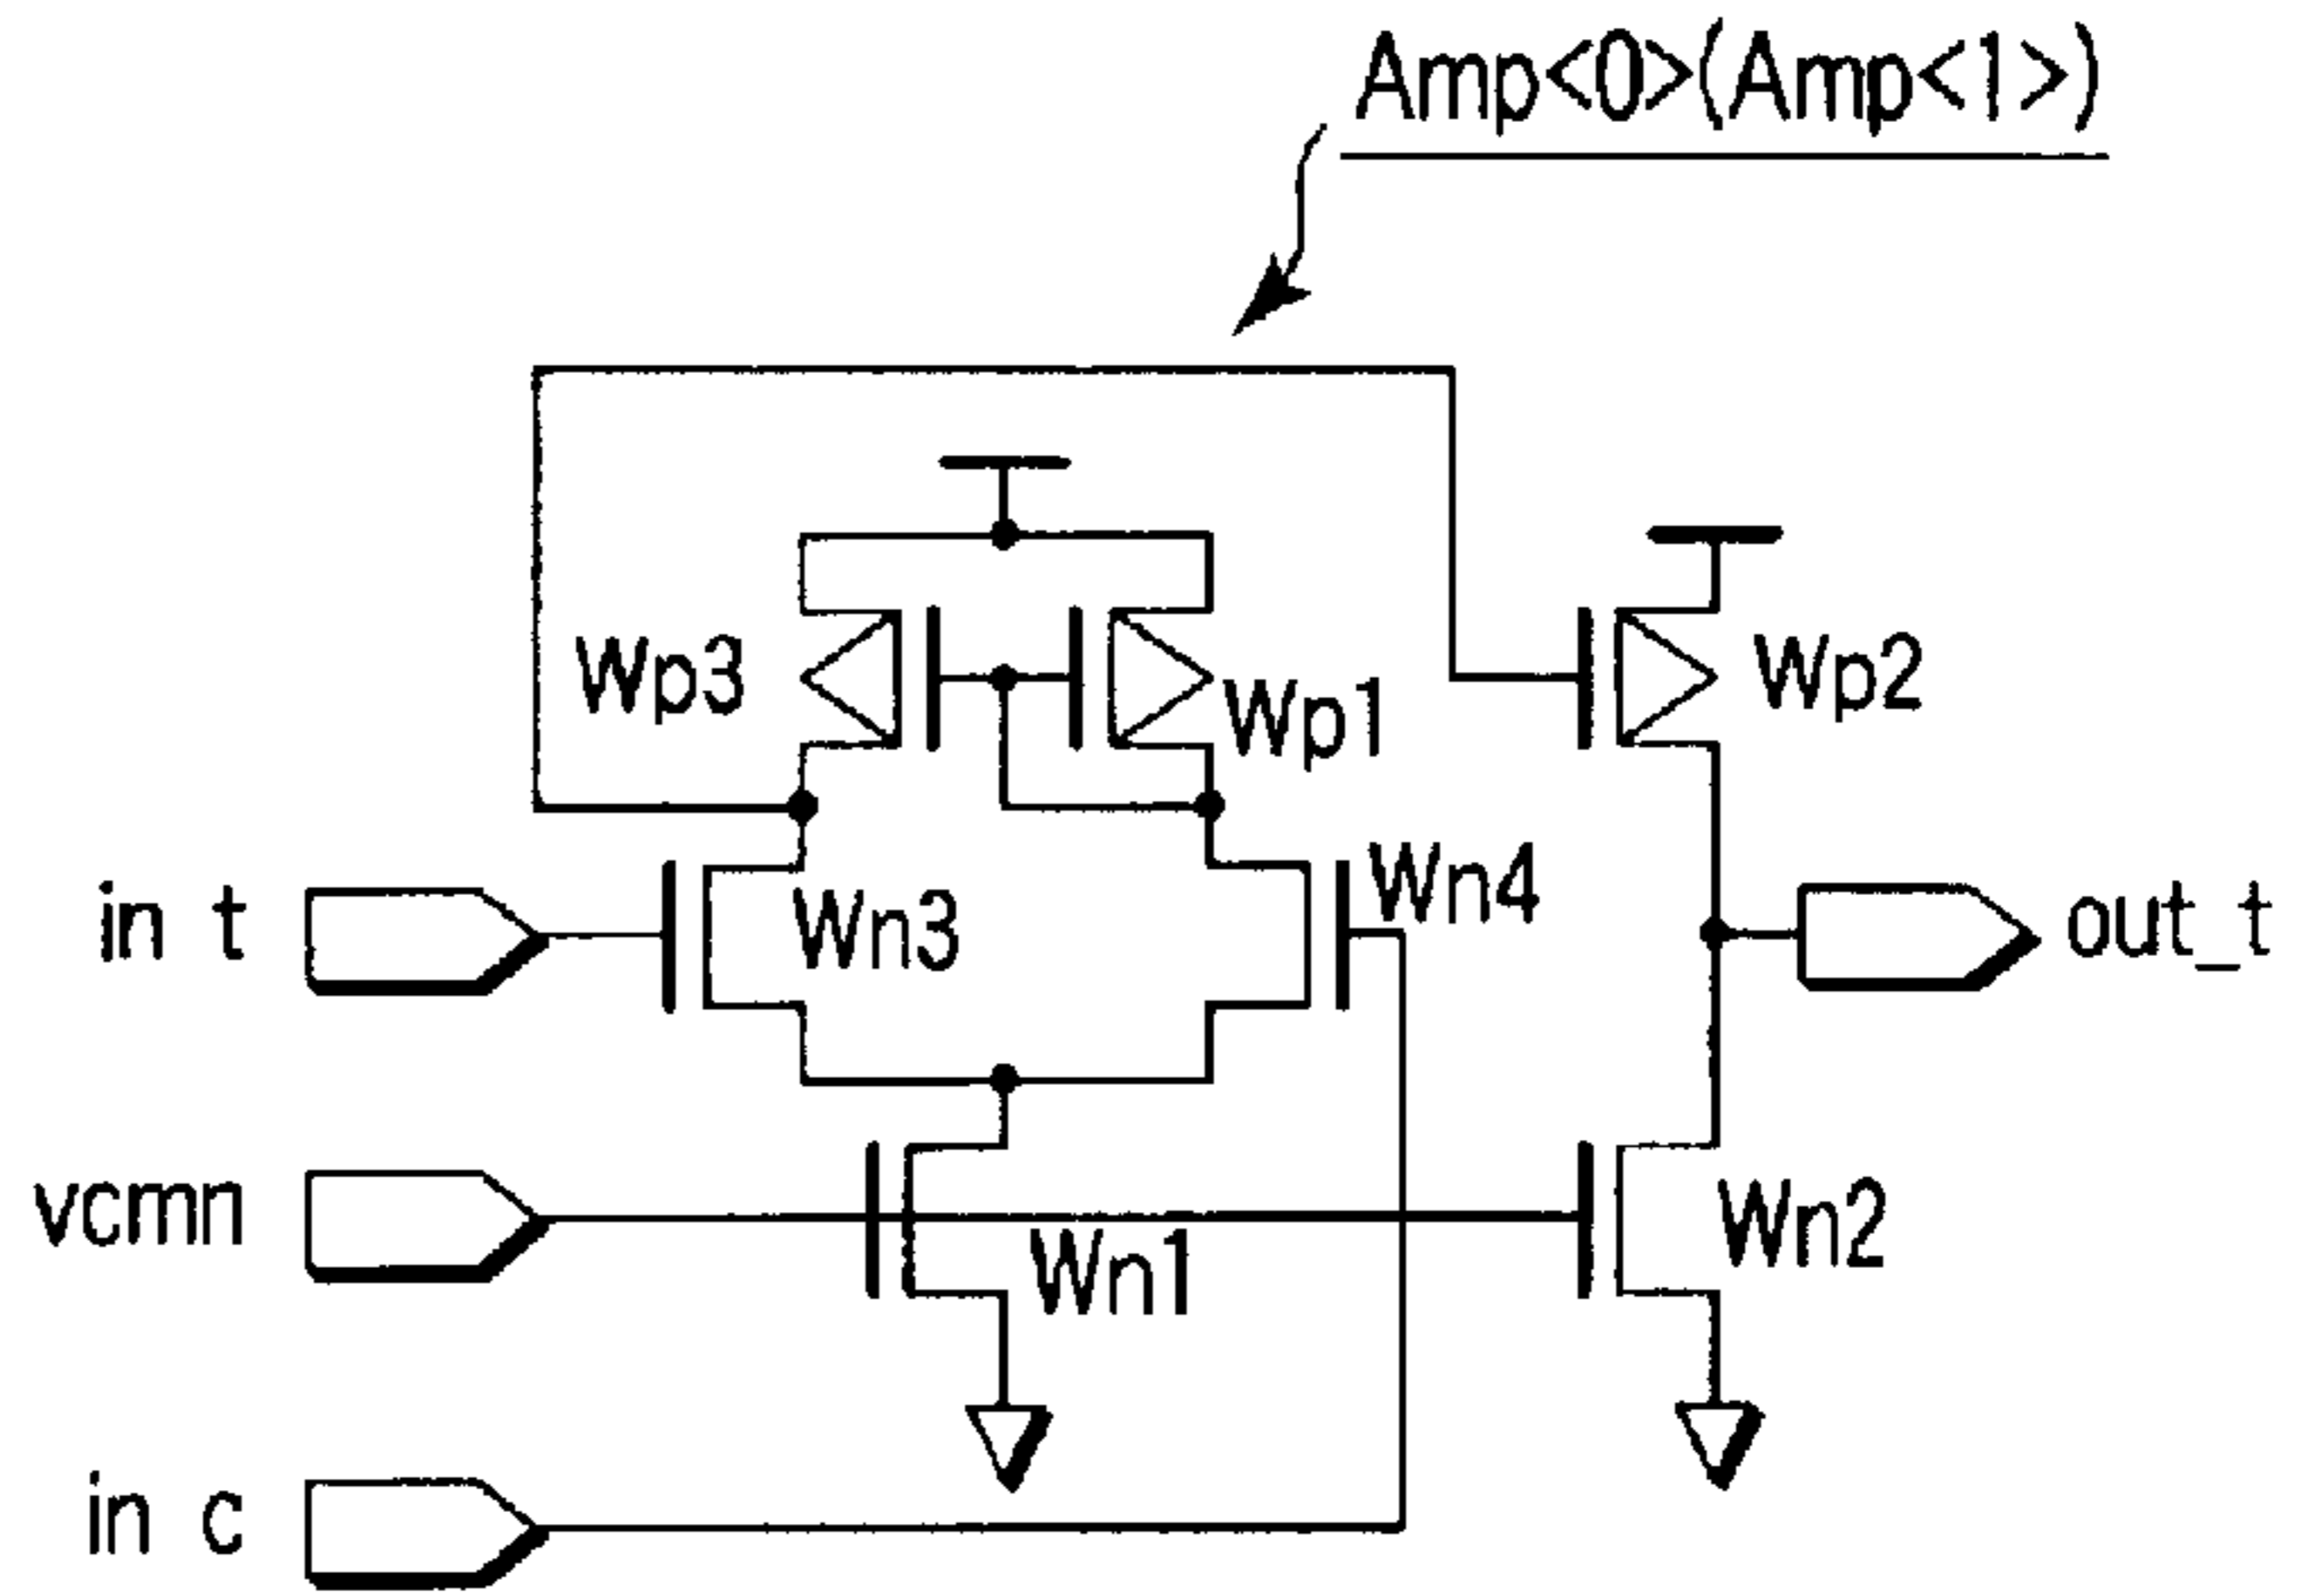 Amp<0>(Amp<1>)
Wp3
Wp1
Wp2
in t
Wn3
Wn4
out_t
vcmn
Wn1
Wn2
in c